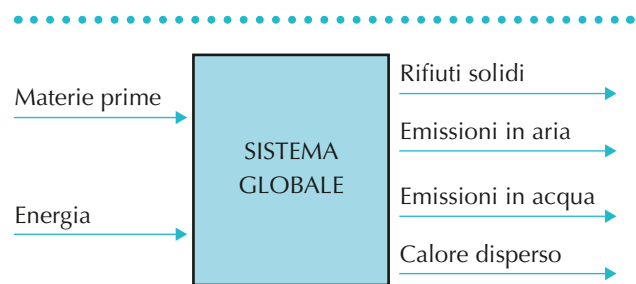 Materie prime
Energia
SISTEMA
GLOBALE
Rifiuti solidi
Emissioni in aria
Emissioni in acqua
Calore disperso